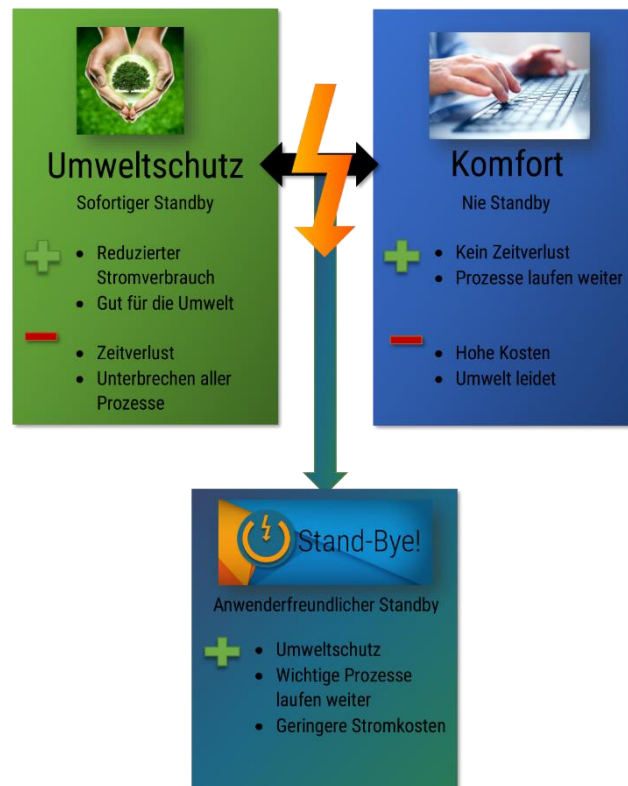 Umweltschutz
Sofortiger Standby
Reduzierter
Stromverbrauch
Gut für die Umwelt
Zeitverlust
Unterbrechen aller
Prozesse
Komfort
Nie Standby
Kein Zeitverlust
Prozesse laufen weiter
Hohe Kosten
Umwelt leidet
Stand-Bye!
Anwenderfreundlicher Standby
Umweltschutz
Wichtige Prozesse
laufen weiter
Geringere Stromkosten